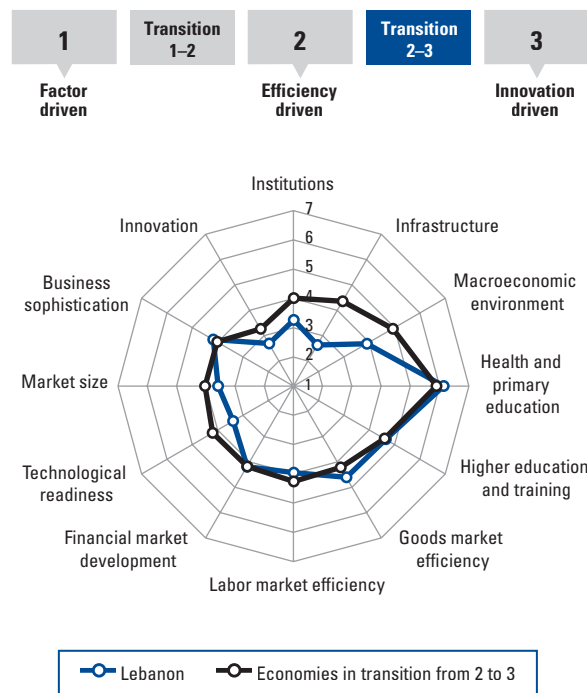 1
Transition
1–2
2
Transition
2–3
3
Factor
driven
Efficiency
driven
Innovation
driven
Institutions
Infrastructure
Macroeconomic
environment
Health and
primary
education
Higher education
and training
Goods market
efficiency
Labor market efficiency
Financial market
development
Technological
readiness
Market size
Business
sophistication
Innovation
7
6
5
4
3
2
1
Lebanon
Economies in transition from 2 to 3